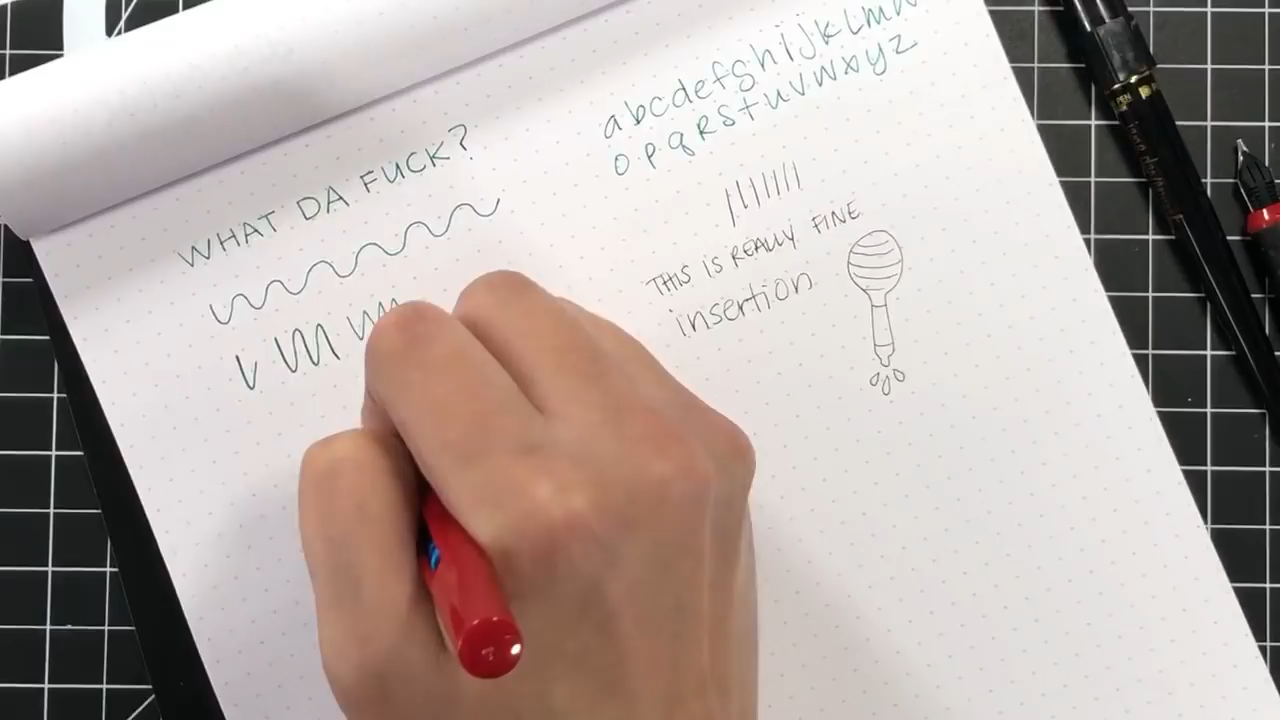 WHAT DA FUCK?
abcdefghijklmn
opqRstuvwxyz
THIS IS REALLY FINE
insertion